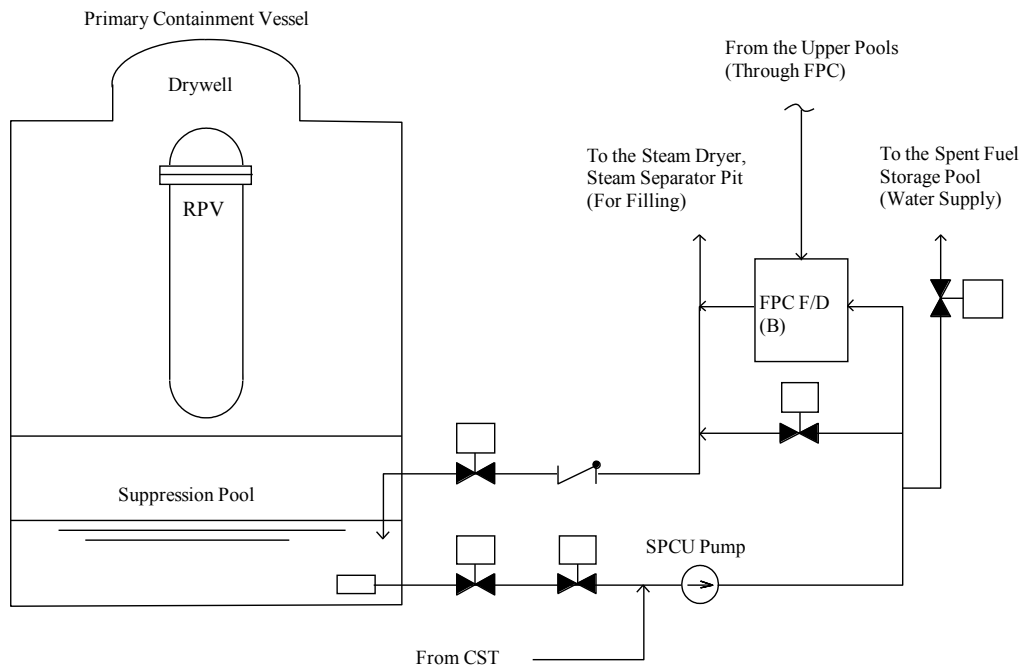 Primary Containment Vessel
Drywell
RPV
Suppression Pool
From the Upper Pools
(Through FPC)
To the Steam Dryer,
Steam Separator Pit
(For Filling)
To the Spent Fuel
Storage Pool
(Water Supply)
FPC F/D
(B)
SPCU Pump
From CST